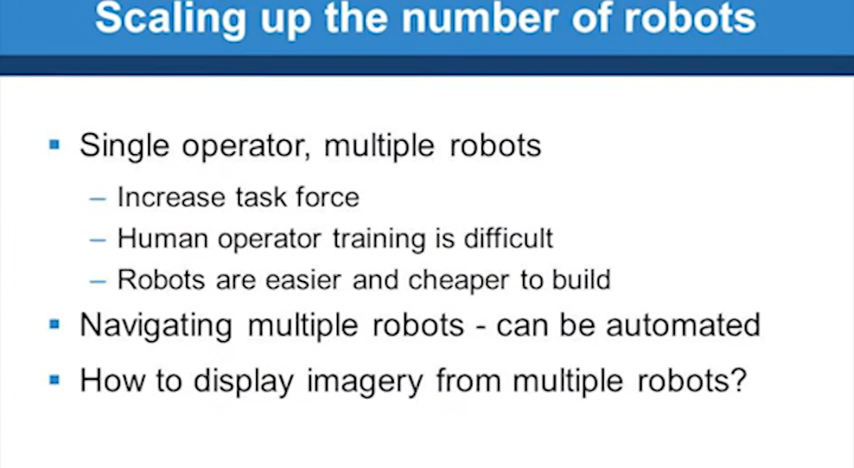 Scaling up the number of robots
▪ Single operator, multiple robots
– Increase task force
– Human operator training is difficult
– Robots are easier and cheaper to build
▪ Navigating multiple robots - can be automated
▪ How to display imagery from multiple robots?